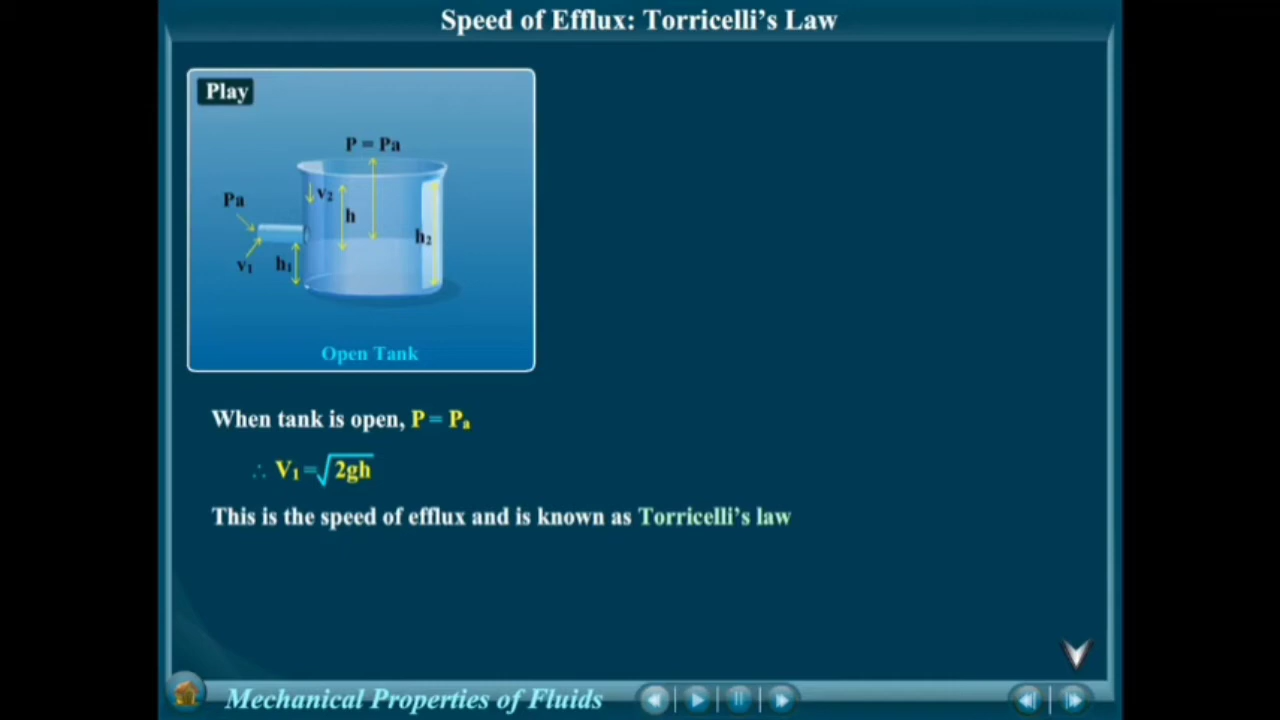 Speed of Efflux: Torricelli's Law
Play
P = Pa
Pa
v₂
h
h₂
v₁
h₁
Open Tank
When tank is open, P = Pₐ
∴ V₁ = √2gh
This is the speed of efflux and is known as Torricelli's law
Mechanical Properties of Fluids